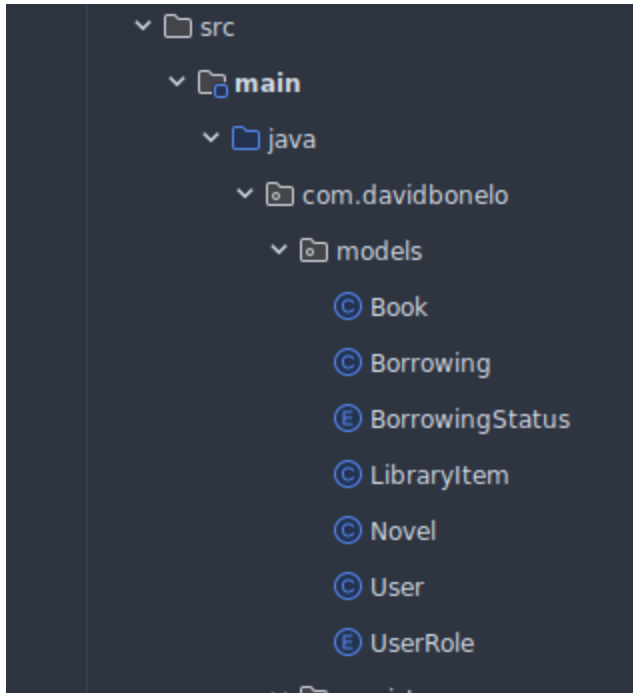 src
main
java
com.davidbonelo
models
Book
Borrowing
BorrowingStatus
LibraryItem
Novel
User
UserRole